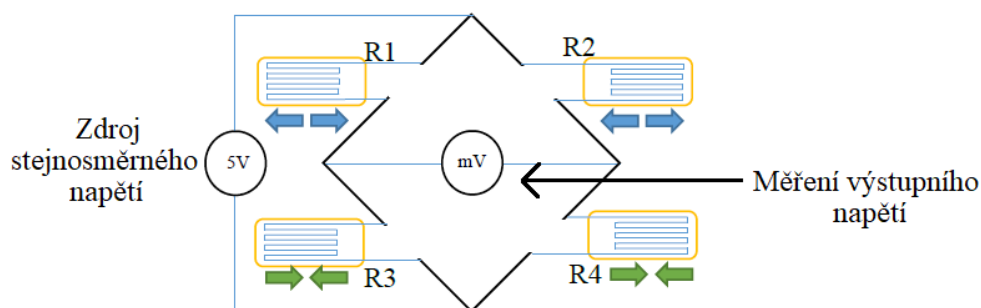 R1
R2
Zdroj
stejnosměrného
napětí
5V
mV
Měření výstupního
napětí
R3
R4